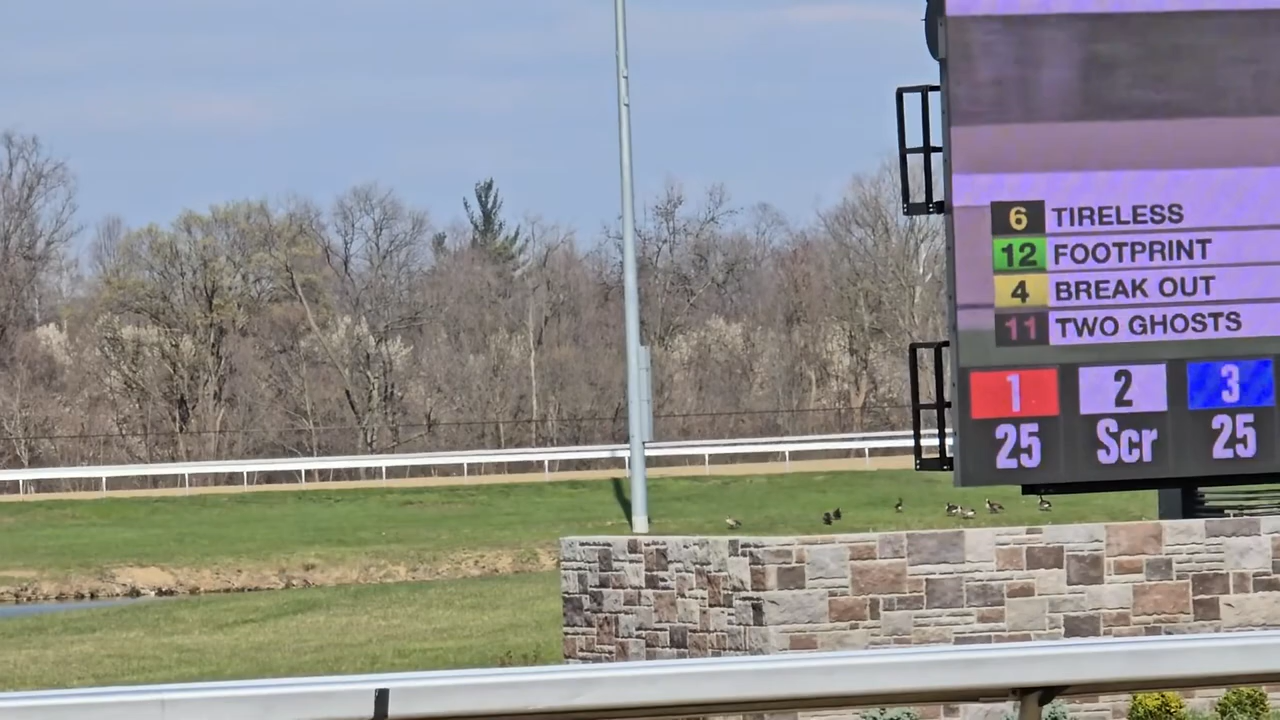 6 TIRELESS
12 FOOTPRINT
4 BREAK OUT
11 TWO GHOSTS
1 2 3
25 Scr 25